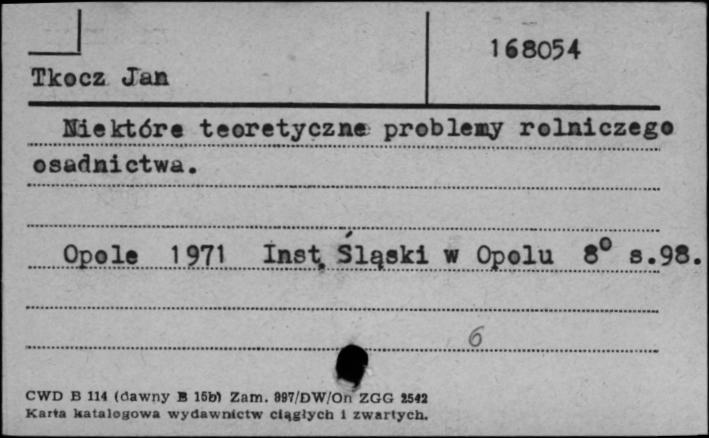 168054
Tkocz Jan
Niektóre teoretyczne problemy rolniczego
osadnictwa.
Opole 1971 Inst. Śląski w Opolu 8° s.98.
6
CWD B 114 (dawny B 15b) Zam. 997/DW/On ZGG 2542
Karta katalogowa wydawnictw ciągłych i zwartych.